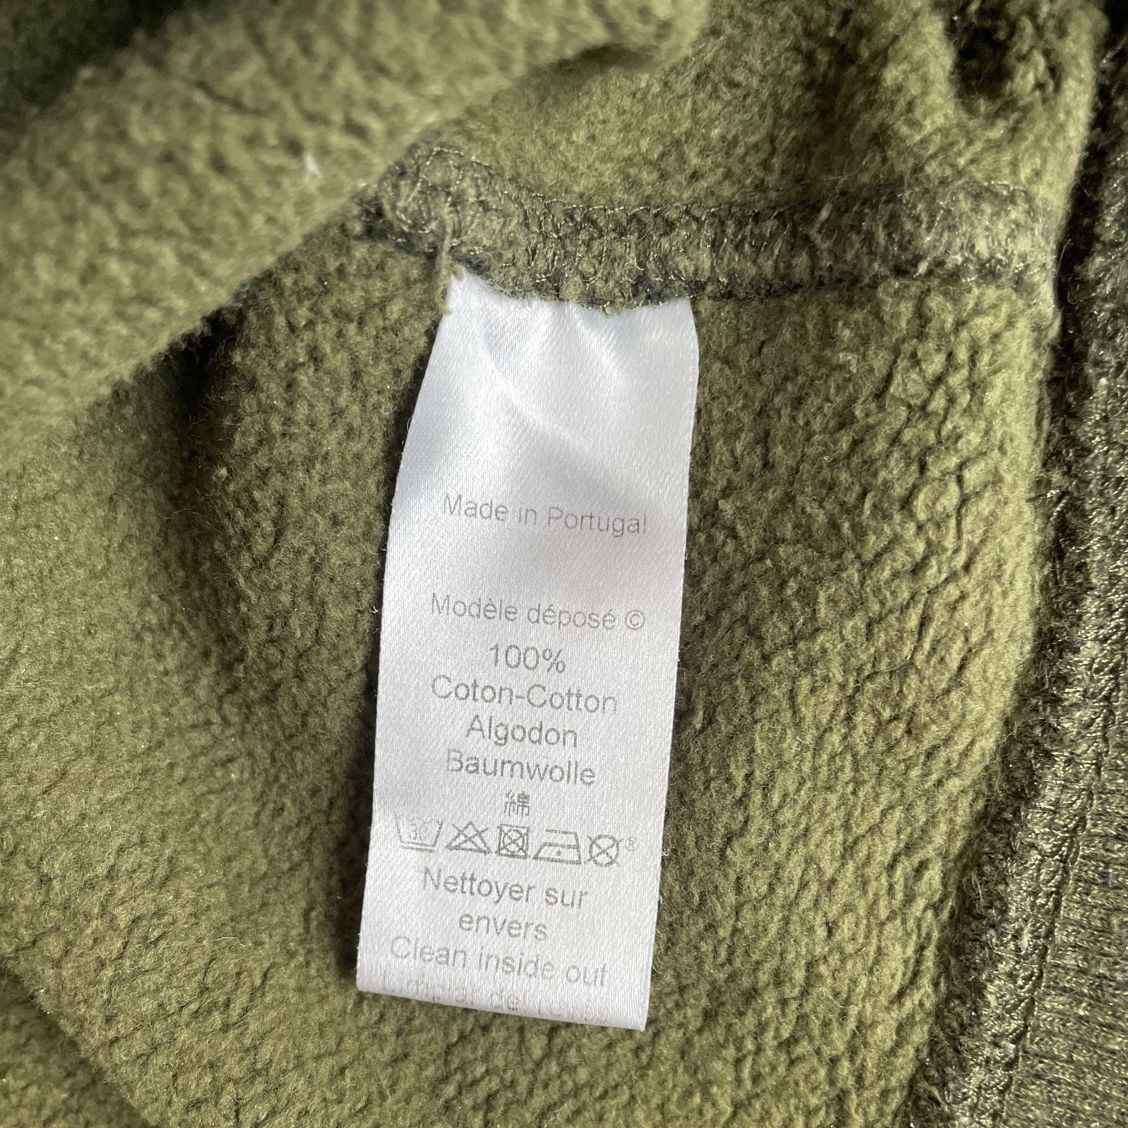 Made in Portugal
Modèle déposé ©
100%
Coton-Cotton
Algodon
Baumwolle
綿
Nettoyer sur
envers
Clean inside out